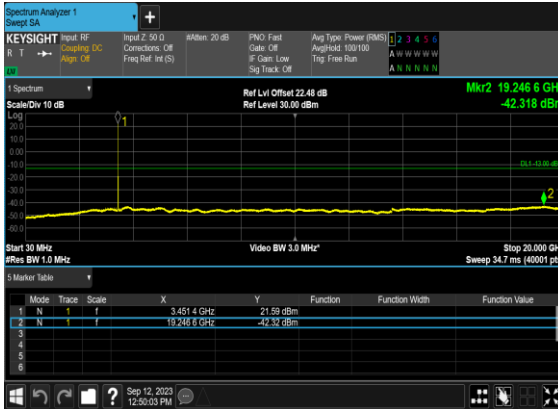 Spectrum Analyzer 1
Swept SA
+
KEYSIGHT Input: RF Input Z: 50 Ω #Atten: 20 dB PNO: Fast Avg Type: Power (RMS) 1 2 3 4 5 6
R T Coupling: DC Corrections: Off Gate: Off Avg|Hold: 100/100 A W W W W W
Align: Off Freq Ref: Int (S) IF Gain: Low Trig: Free Run
Sig Track: Off A N N N N N
1 Spectrum
Ref Lvl Offset 22.48 dB Mkr2 19.246 6 GH
Scale/Div 10 dB Ref Level 30.00 dBm -42.318 dB
Log
20.0
10.0
0.00
-10.0
-20.0
-30.0
-40.0
-50.0
-60.0
1
DL1 -13.00 dB
2
Start 30 MHz Video BW 3.0 MHz* Stop 20.000 GH
#Res BW 1.0 MHz Sweep 34.7 ms (40001 pt
5 Marker Table
Mode Trace Scale X Y Function Function Width Function Value
1 N 1 f 3.451 4 GHz 21.59 dBm
2 N 1 f 19.246 6 GHz -42.32 dBm
3
4
5
6
? Sep 12, 2023
12:50:03 PM